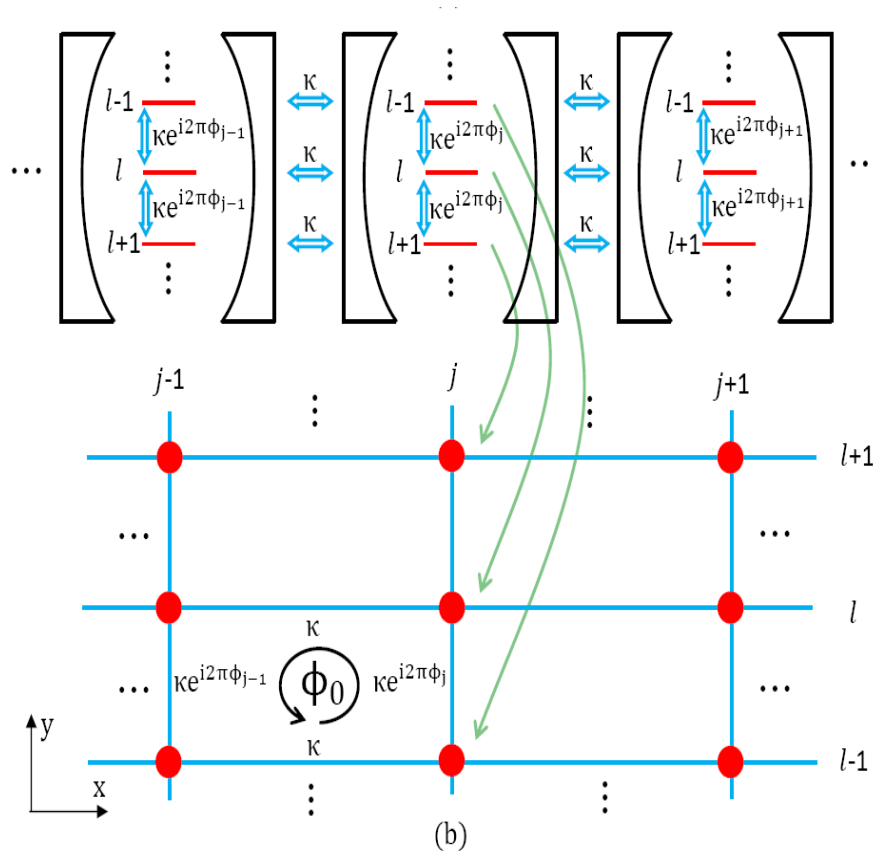 l-1 κ l-1 κ l-1
κe^{i2πϕ_{j-1}} κe^{i2πϕ_j} κe^{i2πϕ_{j+1}}
... l κ l κ l ..
κe^{i2πϕ_{j-1}} κe^{i2πϕ_j} κe^{i2πϕ_{j+1}}
l+1 κ l+1 κ l+1
j-1 j j+1
l+1
... ...
l
κ
κe^{i2πϕ_{j-1}} ϕ_0 κe^{i2πϕ_j}
... ...
y κ l-1
x
(b)